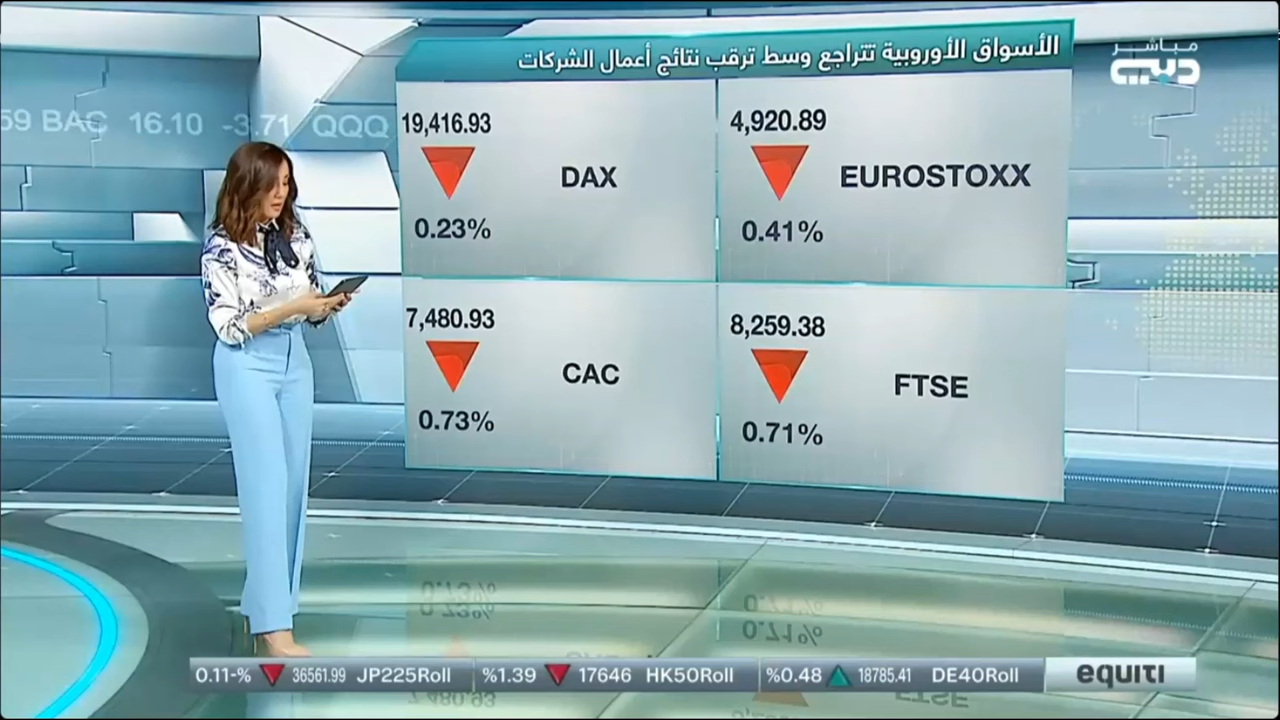 الأسواق الأوروبية تتراجع وسط ترقب نتائج أعمال الشركات
مباشر
دبي
59 BAC 16.10 -3.71 QQQ
4,920.89
EUROSTOXX
0.41%
19,416.93
DAX
0.23%
8,259.38
FTSE
0.71%
7,480.93
CAC
0.73%
0.11-% 36561.99 JP225Roll %1.39 17646 HK50Roll %0.48 18785.41 DE40Roll equiti